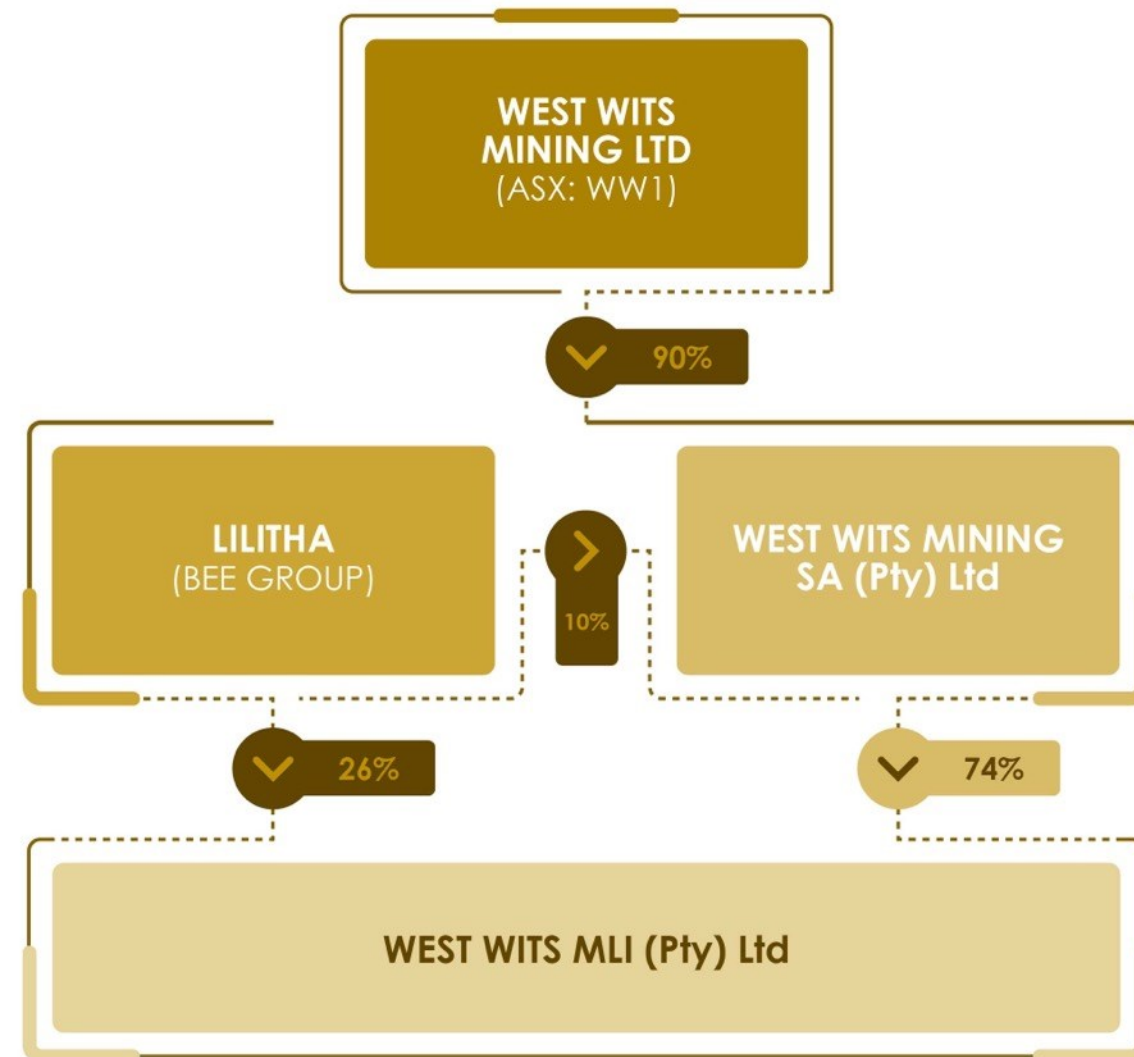 WEST WITS
MINING LTD
(ASX: WW1)
90%
LILITHA
(BEE GROUP)
10%
WEST WITS MINING
SA (Pty) Ltd
26%
74%
WEST WITS MLI (Pty) Ltd